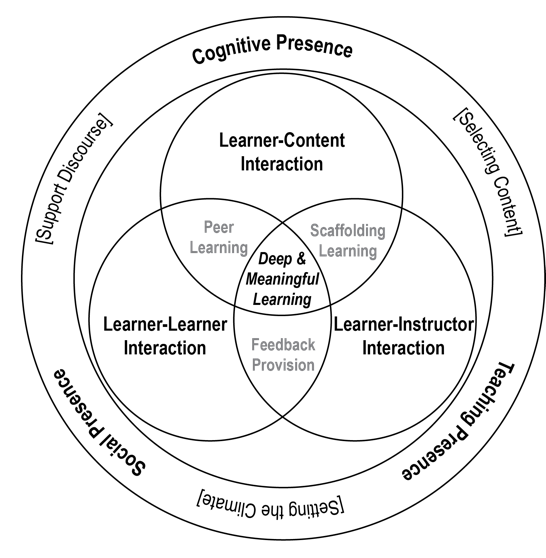 Cognitive Presence
[Support Discourse]
[Selecting Content]
Learner-Content
Interaction
Peer
Learning
Scaffolding
Learning
Deep &
Meaningful
Learning
Learner-Learner
Interaction
Learner-Instructor
Interaction
Feedback
Provision
Social Presence
Teaching Presence
[Setting the Climate]